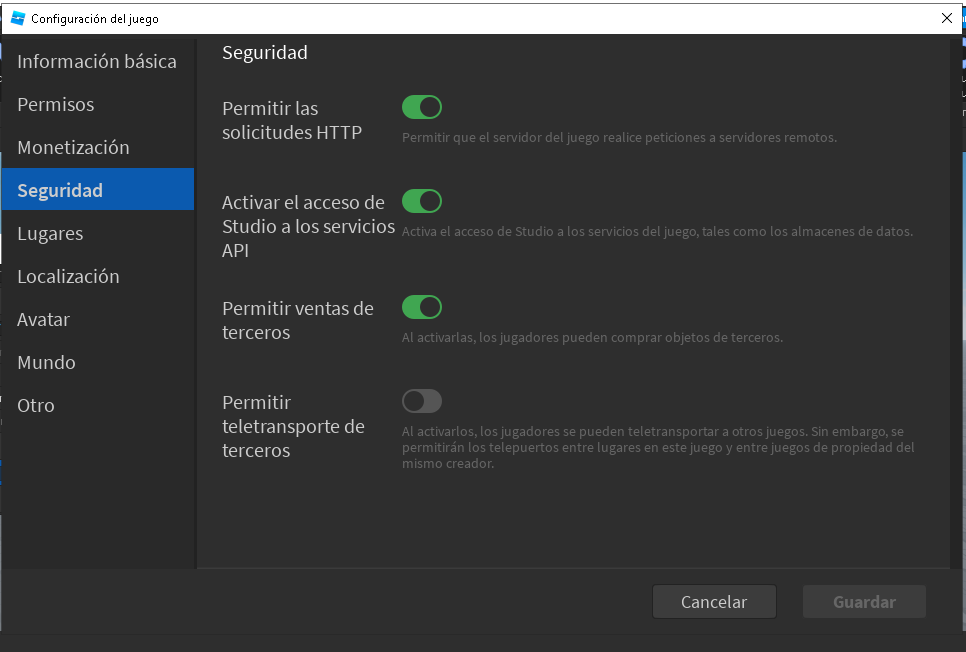 Configuración del juego
Información básica
Permisos
Monetización
Seguridad
Lugares
Localización
Avatar
Mundo
Otro
Seguridad
Permitir las
solicitudes HTTP
Permitir que el servidor del juego realice peticiones a servidores remotos.
Activar el acceso de
Studio a los servicios
API
Activa el acceso de Studio a los servicios del juego, tales como los almacenes de datos.
Permitir ventas de
terceros
Al activarlas, los jugadores pueden comprar objetos de terceros.
Permitir
teletransporte de
terceros
Al activarlos, los jugadores se pueden teletransportar a otros juegos. Sin embargo, se
permitirán los telepuertos entre lugares en este juego y entre juegos de propiedad del
mismo creador.
Cancelar
Guardar